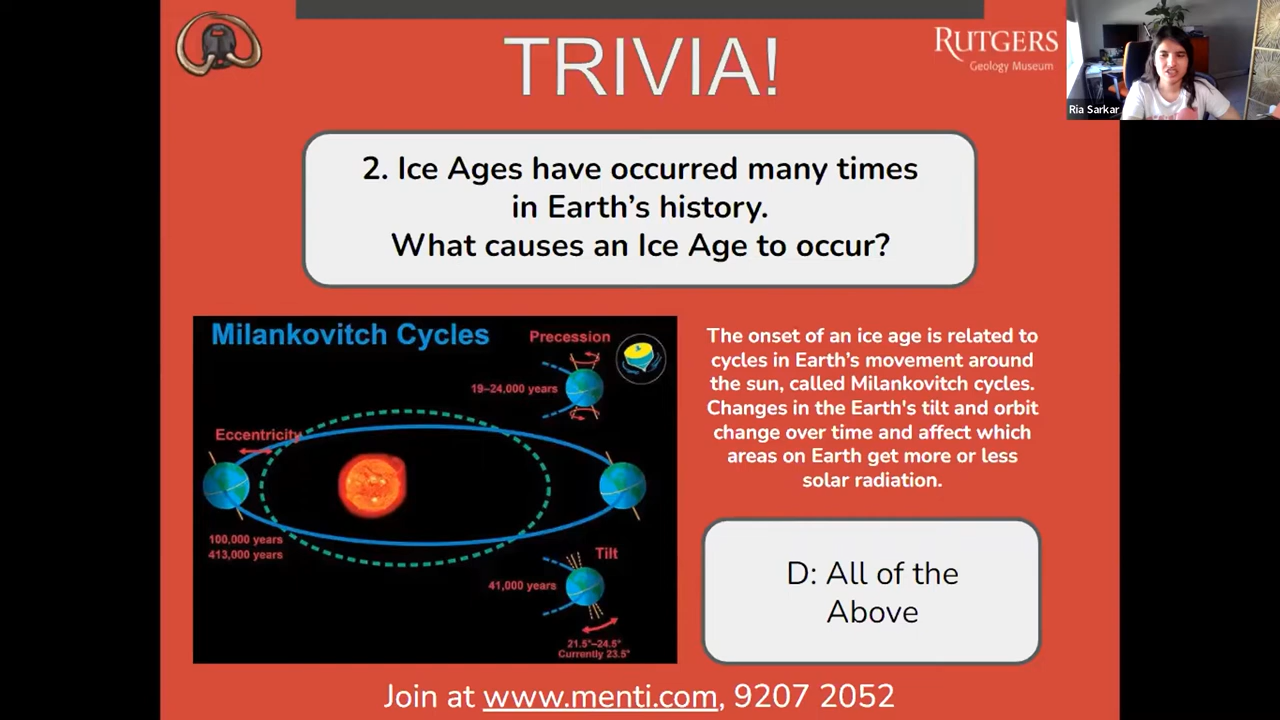 TRIVIA!
RUTGERS
Geology Museum
Ria Sarkar
2. Ice Ages have occurred many times
in Earth's history.
What causes an Ice Age to occur?
Milankovitch Cycles
Precession
19–24,000 years
Eccentricity
100,000 years
413,000 years
Tilt
41,000 years
21.5°–24.5°
Currently 23.5°
The onset of an ice age is related to
cycles in Earth's movement around
the sun, called Milankovitch cycles.
Changes in the Earth's tilt and orbit
change over time and affect which
areas on Earth get more or less
solar radiation.
D: All of the
Above
Join at www.menti.com, 9207 2052